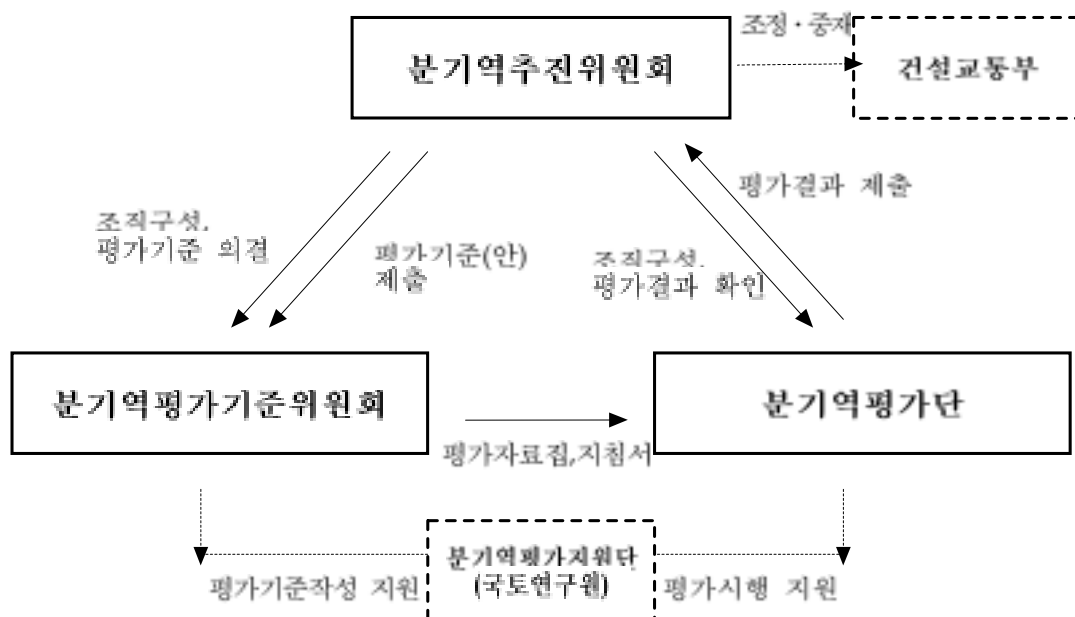 조정·중재
분기역추진위원회
건설교통부
평가결과 제출
조직구성,
평가기준 의결
평가기준(안)
제출
조직구성,
평가결과 확인
분기역평가기준위원회
분기역평가단
평가자료집,지침서
분기역평가지원단
(국토연구원)
평가기준작성 지원
평가시행 지원